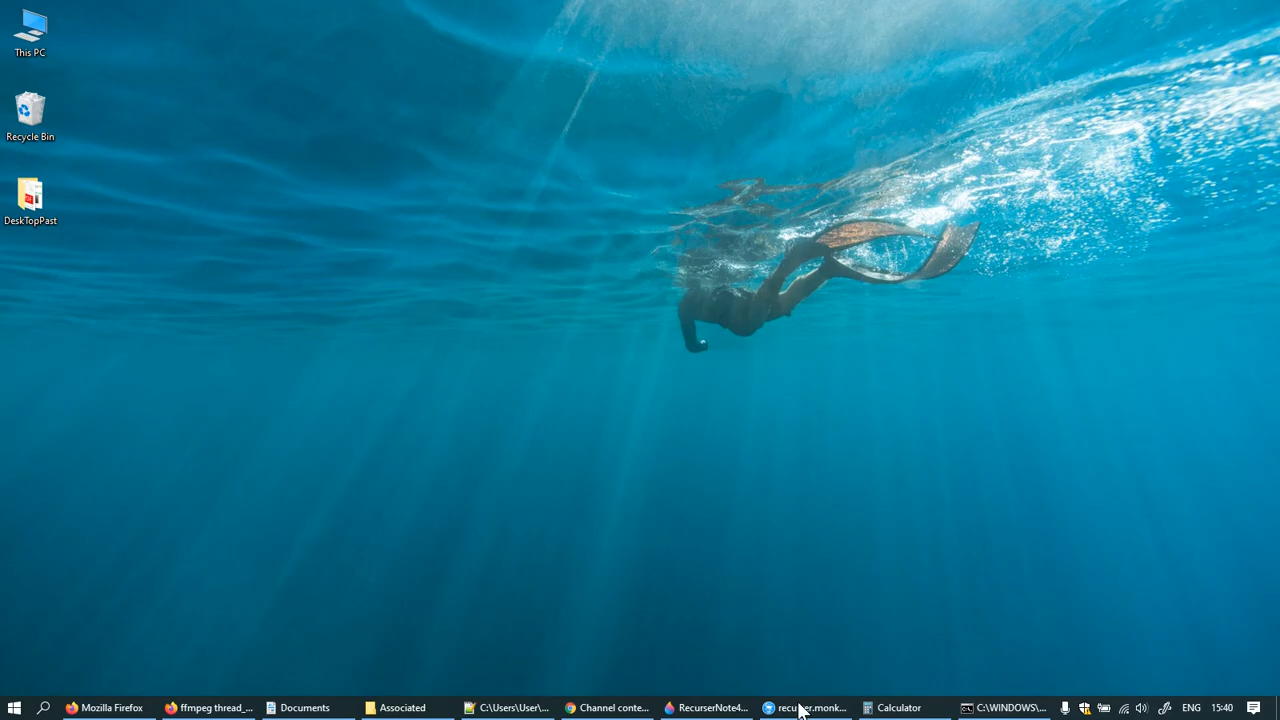 This PC
Recycle Bin
DeskTopPast
Mozilla Firefox
ffmpeg thread_...
Documents
Associated
C:\Users\User\...
Channel conte...
RecurserNote4...
recurser.monk...
Calculator
C:\WINDOWS\...
ENG
15:40